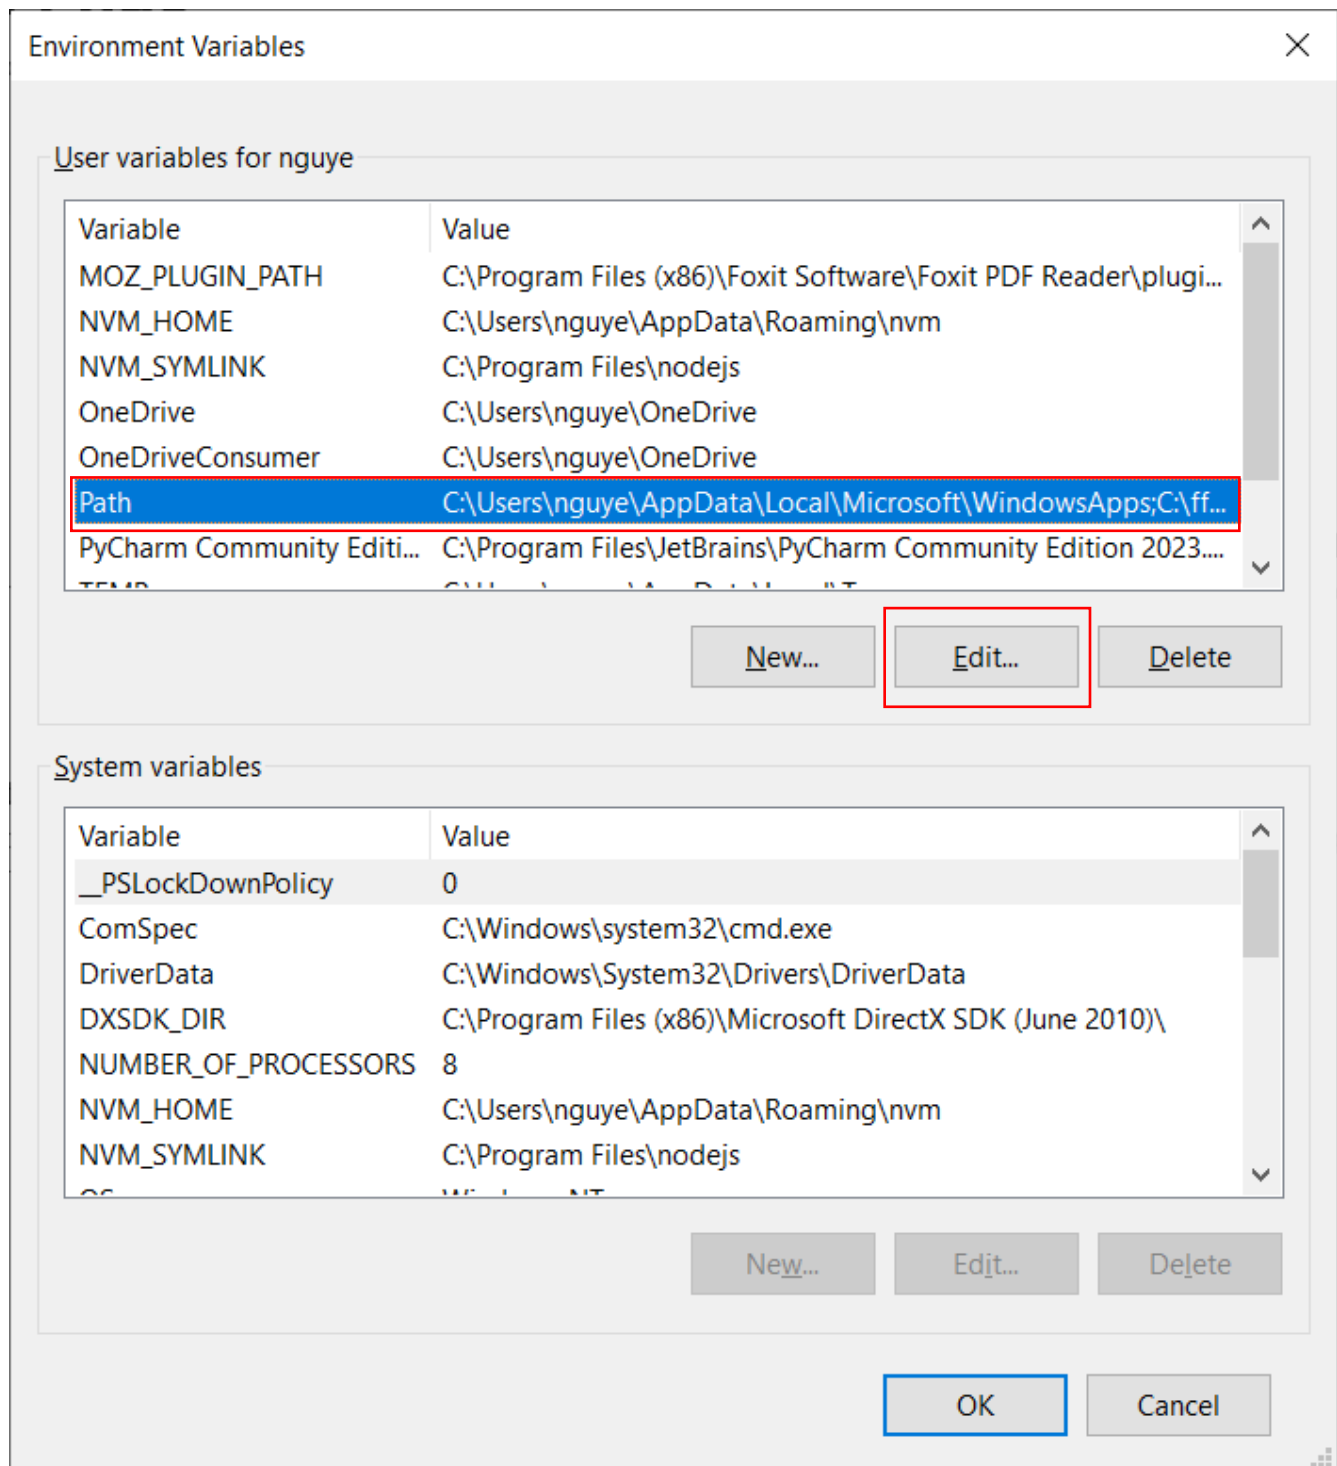 Environment Variables
User variables for nguye
Variable Value
MOZ_PLUGIN_PATH C:\Program Files (x86)\Foxit Software\Foxit PDF Reader\plugi...
NVM_HOME C:\Users\nguye\AppData\Roaming\nvm
NVM_SYMLINK C:\Program Files\nodejs
OneDrive C:\Users\nguye\OneDrive
OneDriveConsumer C:\Users\nguye\OneDrive
Path C:\Users\nguye\AppData\Local\Microsoft\WindowsApps;C:\ff...
PyCharm Community Editi... C:\Program Files\JetBrains\PyCharm Community Edition 2023....
New... Edit... Delete
System variables
Variable Value
__PSLockDownPolicy 0
ComSpec C:\Windows\system32\cmd.exe
DriverData C:\Windows\System32\Drivers\DriverData
DXSDK_DIR C:\Program Files (x86)\Microsoft DirectX SDK (June 2010)\
NUMBER_OF_PROCESSORS 8
NVM_HOME C:\Users\nguye\AppData\Roaming\nvm
NVM_SYMLINK C:\Program Files\nodejs
New... Edit... Delete
OK Cancel